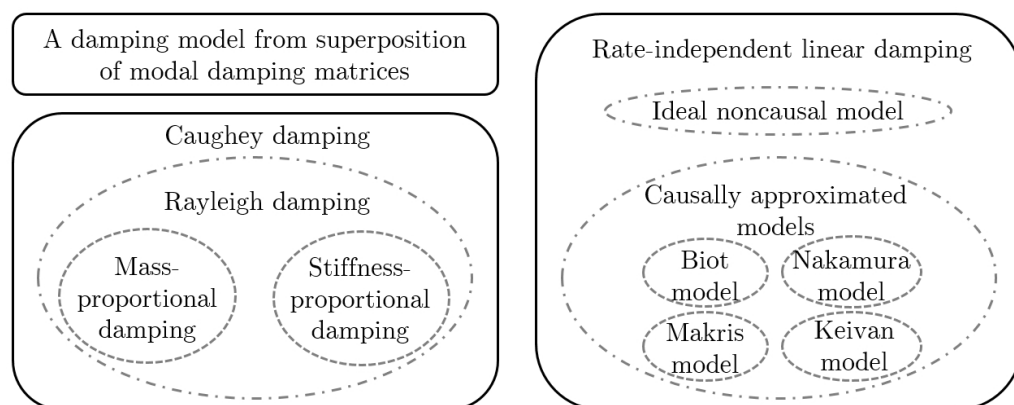 A damping model from superposition
of modal damping matrices
Caughey damping
Rayleigh damping
Mass-
proportional
damping
Stiffness-
proportional
damping
Rate-independent linear damping
Ideal noncausal model
Causally approximated
models
Biot
model
Nakamura
model
Makris
model
Keivan
model